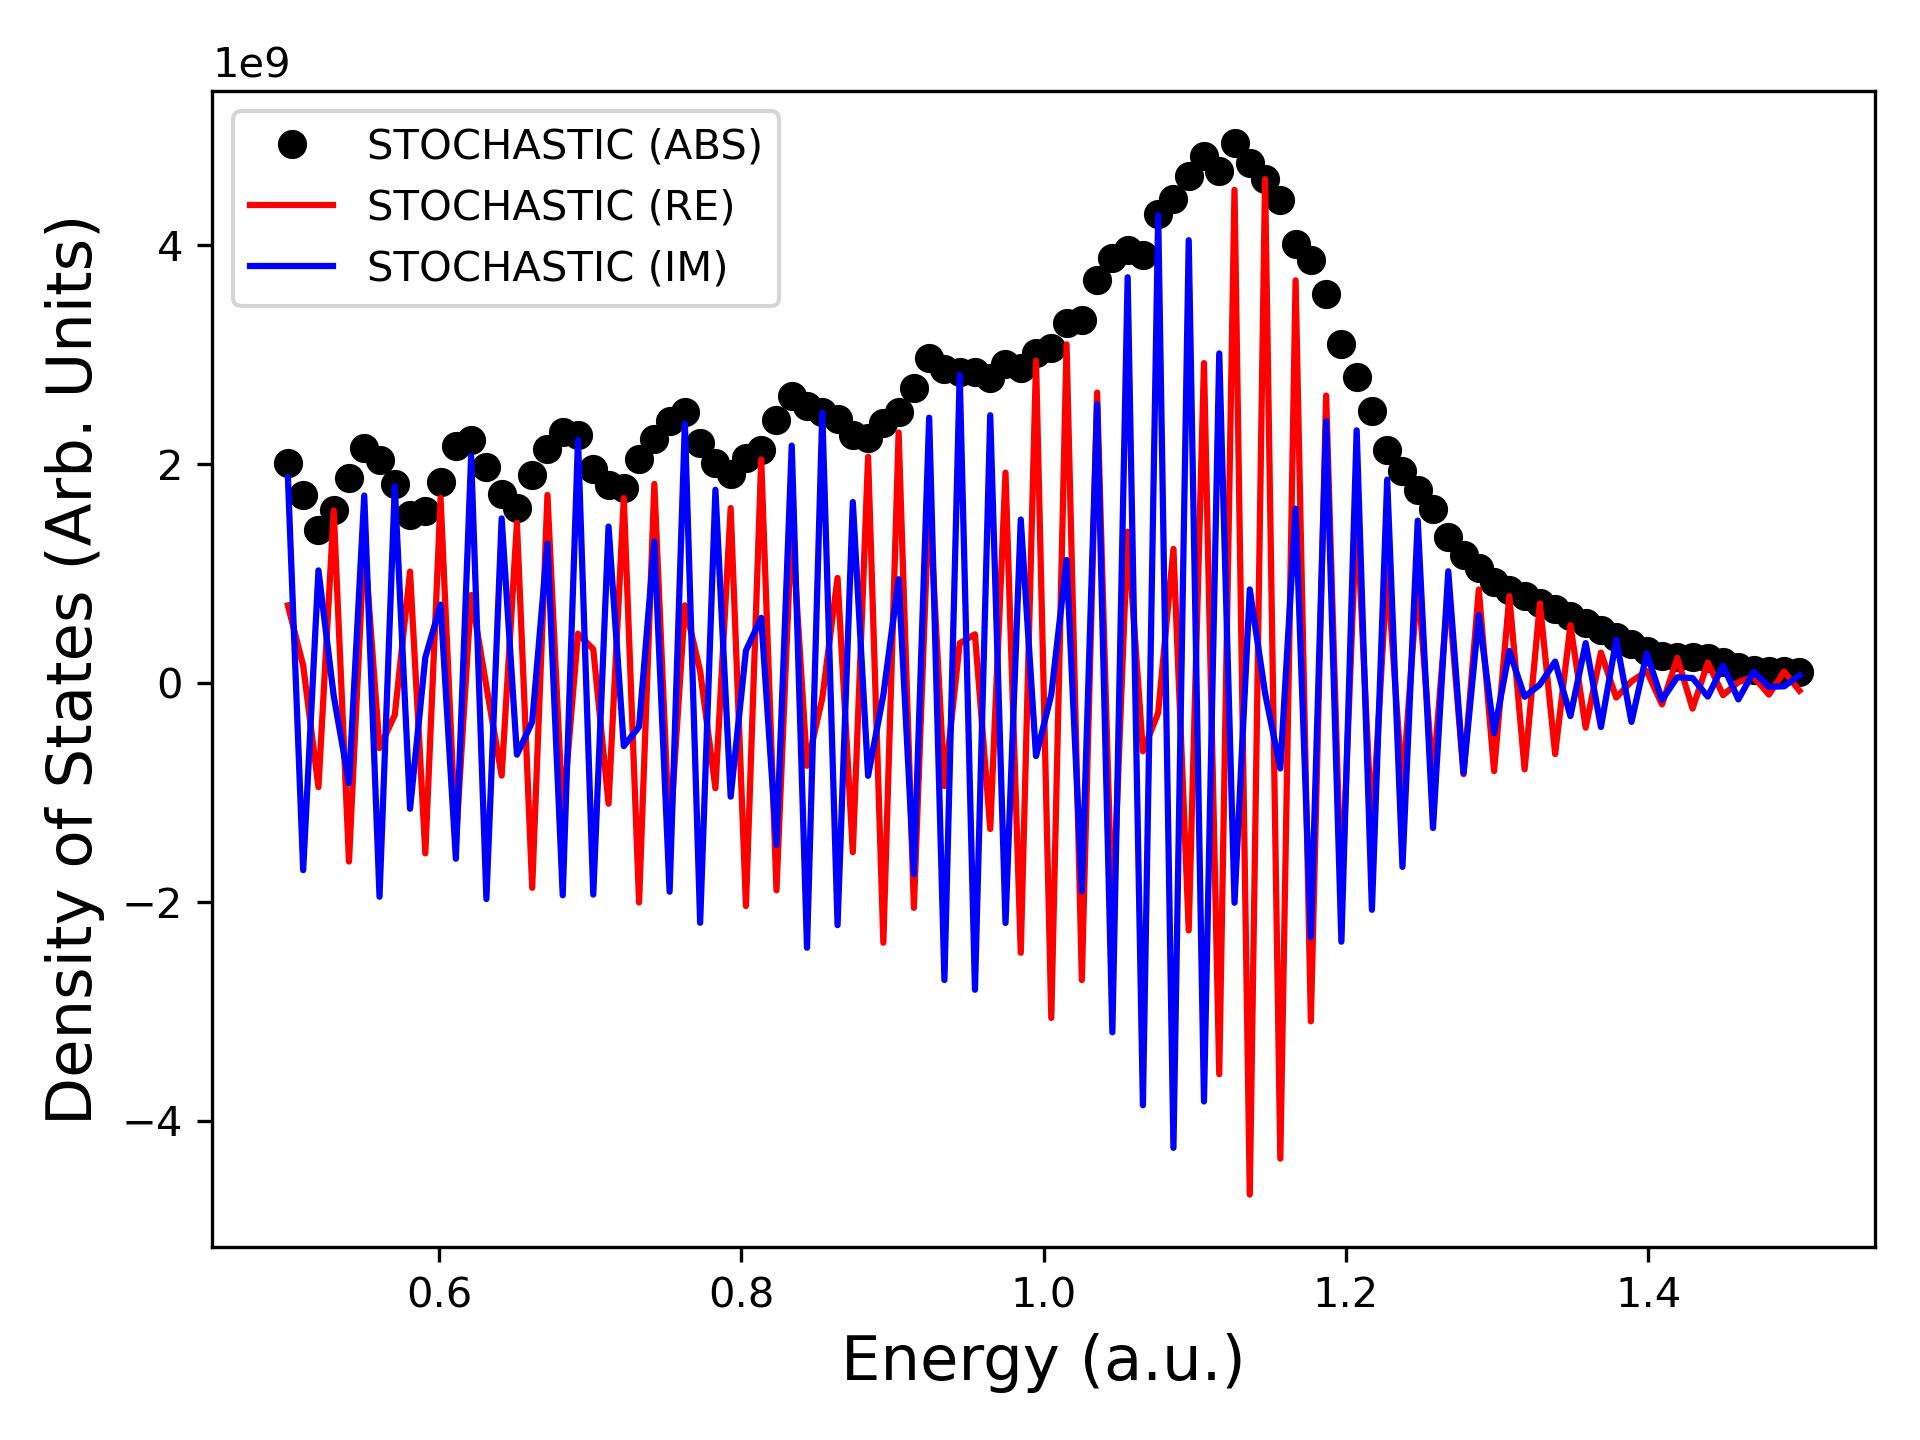 1e9
STOCHASTIC (ABS)
STOCHASTIC (RE)
STOCHASTIC (IM)
Density of States (Arb. Units)
4
2
0
−2
−4
0.6 0.8 1.0 1.2 1.4
Energy (a.u.)